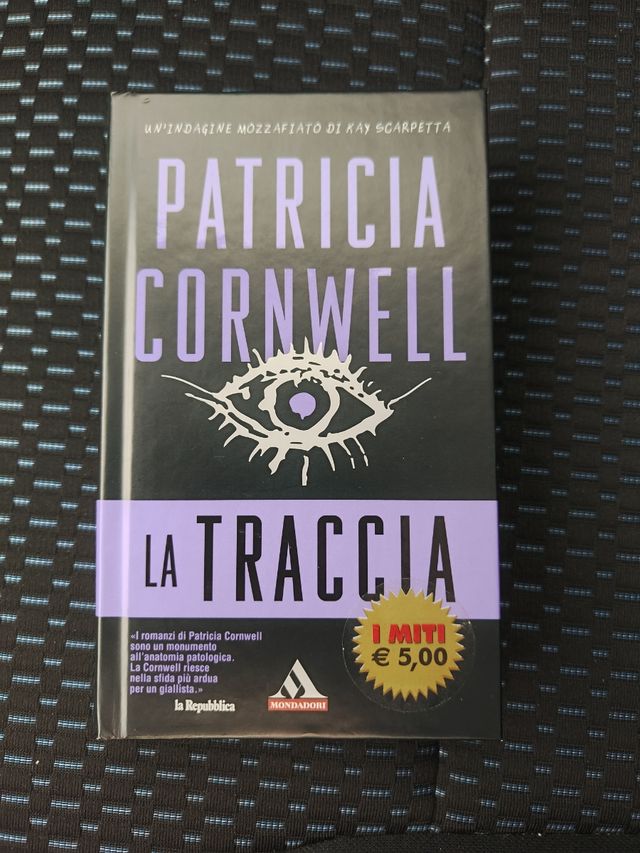 UN'INDAGINE MOZZAFIATO DI KAY SCARPETTA
PATRICIA
CORNWELL
LA TRACCIA
«I romanzi di Patricia Cornwell
sono un monumento
all'anatomia patologica.
La Cornwell riesce
nella sfida più ardua
per un giallista.»
la Repubblica
MONDADORI
I MITI
€ 5,00